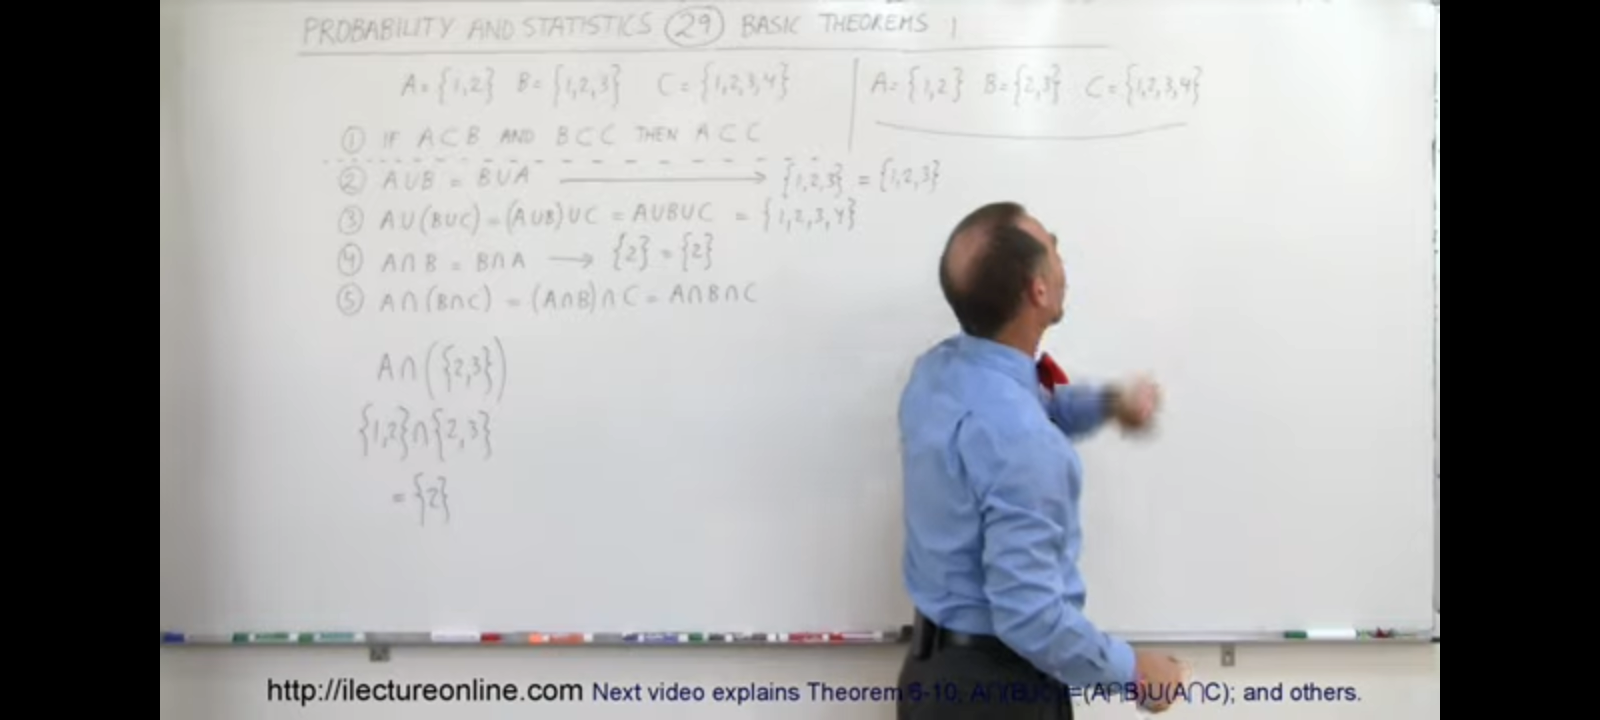 PROBABILITY AND STATISTICS (29) BASIC THEOREMS 1
A={1,2} B={1,2,3} C={1,2,3,4}
A={1,2} B={2,3} C={1,2,3,4}
① IF A⊂B AND B⊂C THEN A⊂C
② A∪B = B∪A → {1,2,3} = {1,2,3}
③ A∪(B∪C) = (A∪B)∪C = A∪B∪C = {1,2,3,4}
④ A∩B = B∩A → {2} = {2}
⑤ A∩(B∩C) = (A∩B)∩C = A∩B∩C
A∩({2,3})
{1,2}∩{2,3}
= {2}
http://ilectureonline.com Next video explains Theorem 6-10, A∩(B∪C)=(A∩B)U(A∩C); and others.